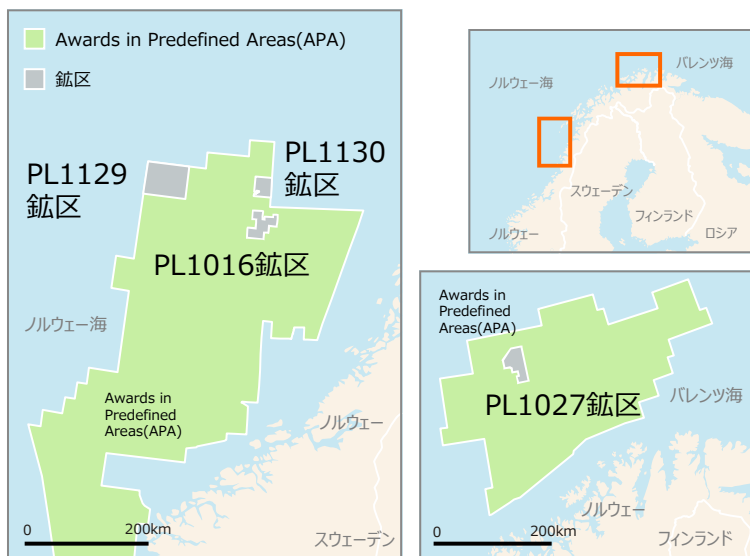 Awards in Predefined Areas(APA)
鉱区
PL1129
鉱区
PL1130
鉱区
PL1016鉱区
ノルウェー海
Awards in
Predefined
Areas(APA)
ノルウェー
スウェーデン
0
200km
バレンツ海
ノルウェー海
スウェーデン
フィンランド
ノルウェー
ロシア
Awards in
Predefined
Areas(APA)
PL1027鉱区
バレンツ海
ノルウェー
フィンランド
0
200km